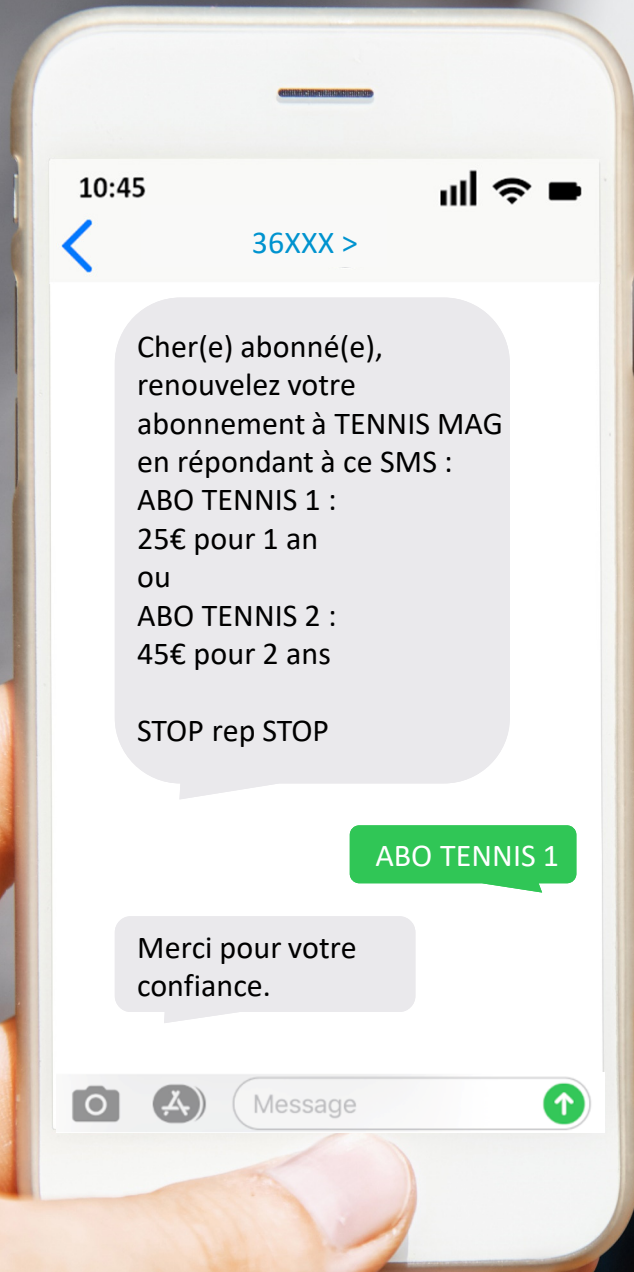 10:45
36XXX >
Cher(e) abonné(e),
renouvelez votre
abonnement à TENNIS MAG
en répondant à ce SMS :
ABO TENNIS 1 :
25€ pour 1 an
ou
ABO TENNIS 2 :
45€ pour 2 ans
STOP rep STOP
ABO TENNIS 1
Merci pour votre
confiance.
Message